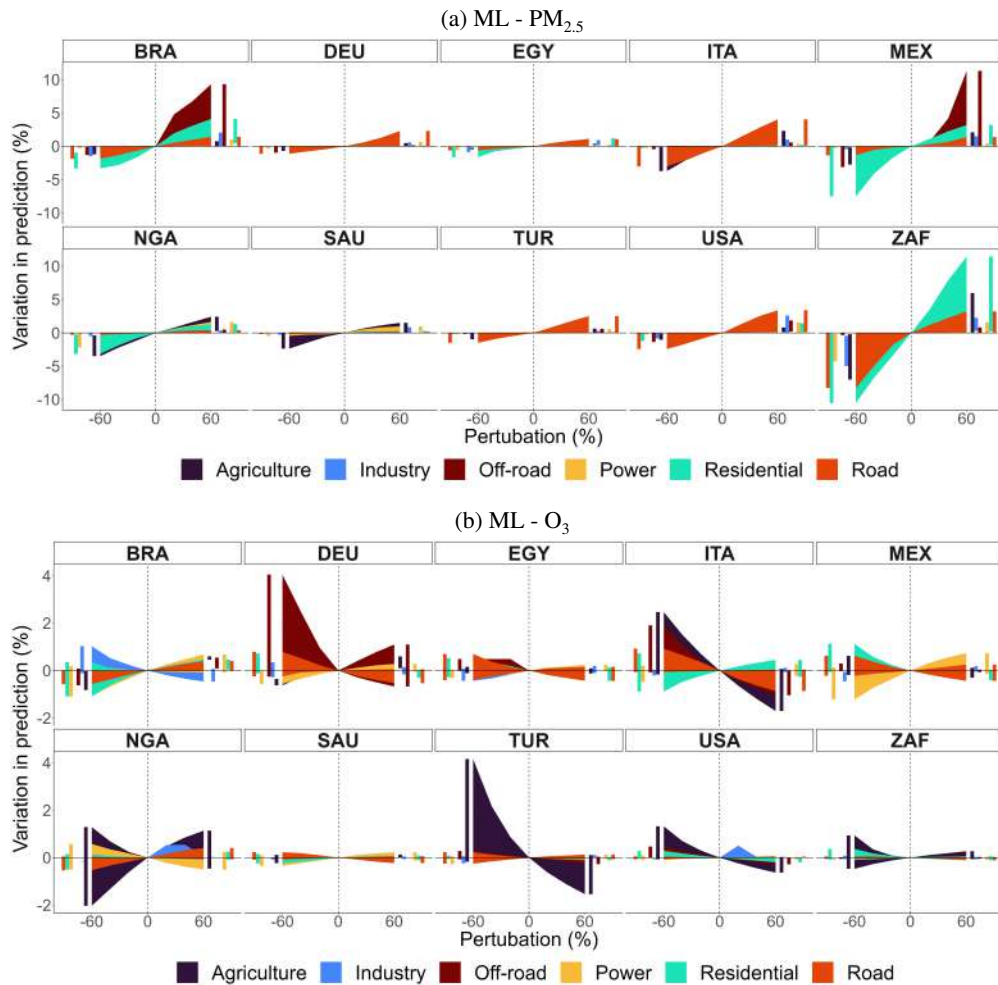 (a) ML - PM2.5
BRA DEU EGY ITA MEX
10
5
0
-5
-10
NGA SAU TUR USA ZAF
10
5
0
-5
-10
Variation in prediction (%)
-60 0 60 -60 0 60 -60 0 60 -60 0 60 -60 0 60
Pertubation (%)
Agriculture Industry Off-road Power Residential Road
(b) ML - O3
BRA DEU EGY ITA MEX
4
2
0
-2
NGA SAU TUR USA ZAF
4
2
0
-2
Variation in prediction (%)
-60 0 60 -60 0 60 -60 0 60 -60 0 60 -60 0 60
Pertubation (%)
Agriculture Industry Off-road Power Residential Road